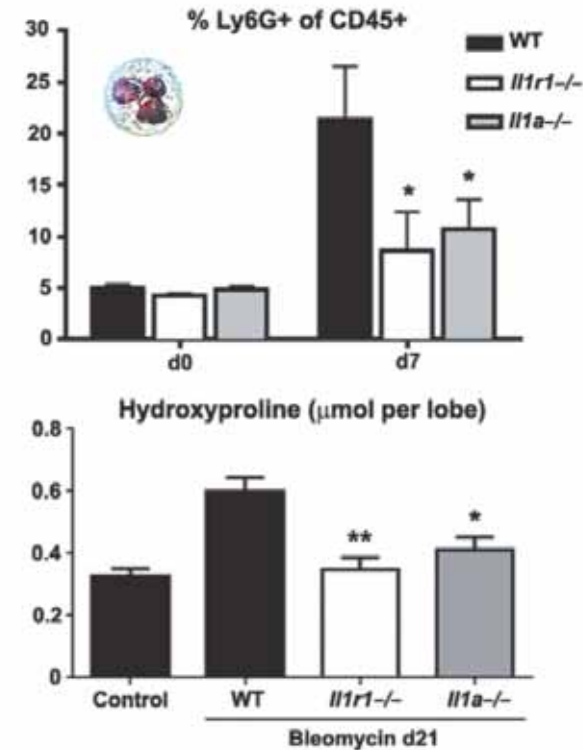 % Ly6G+ of CD45+
30
25
20
15
10
5
0
WT
Il1r1−/−
Il1a−/−
*
*
d0
d7
Hydroxyproline (μmol per lobe)
0.8
0.6
0.4
0.2
0
**
*
Control
WT
Il1r1−/−
Il1a−/−
Bleomycin d21